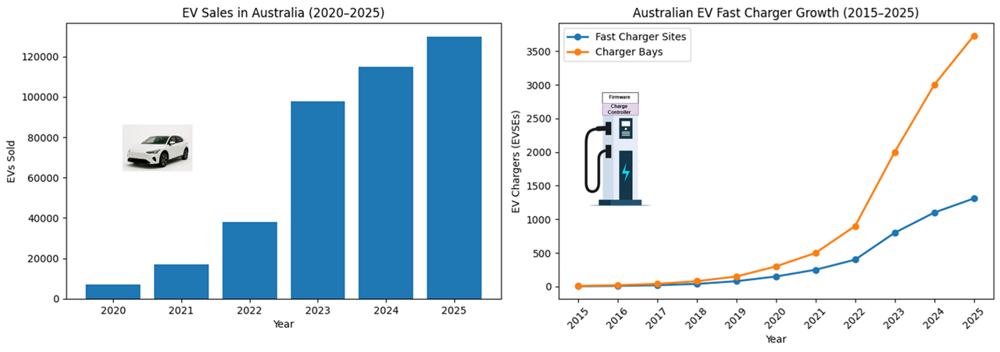 EV Sales in Australia (2020–2025)
120000
100000
80000
60000
40000
20000
0
EVs Sold
2020 2021 2022 2023 2024 2025
Year
Australian EV Fast Charger Growth (2015–2025)
Fast Charger Sites
Charger Bays
Firmware
Charge
Controller
3500
3000
2500
2000
1500
1000
500
0
EV Chargers (EVSEs)
2015 2016 2017 2018 2019 2020 2021 2022 2023 2024 2025
Year